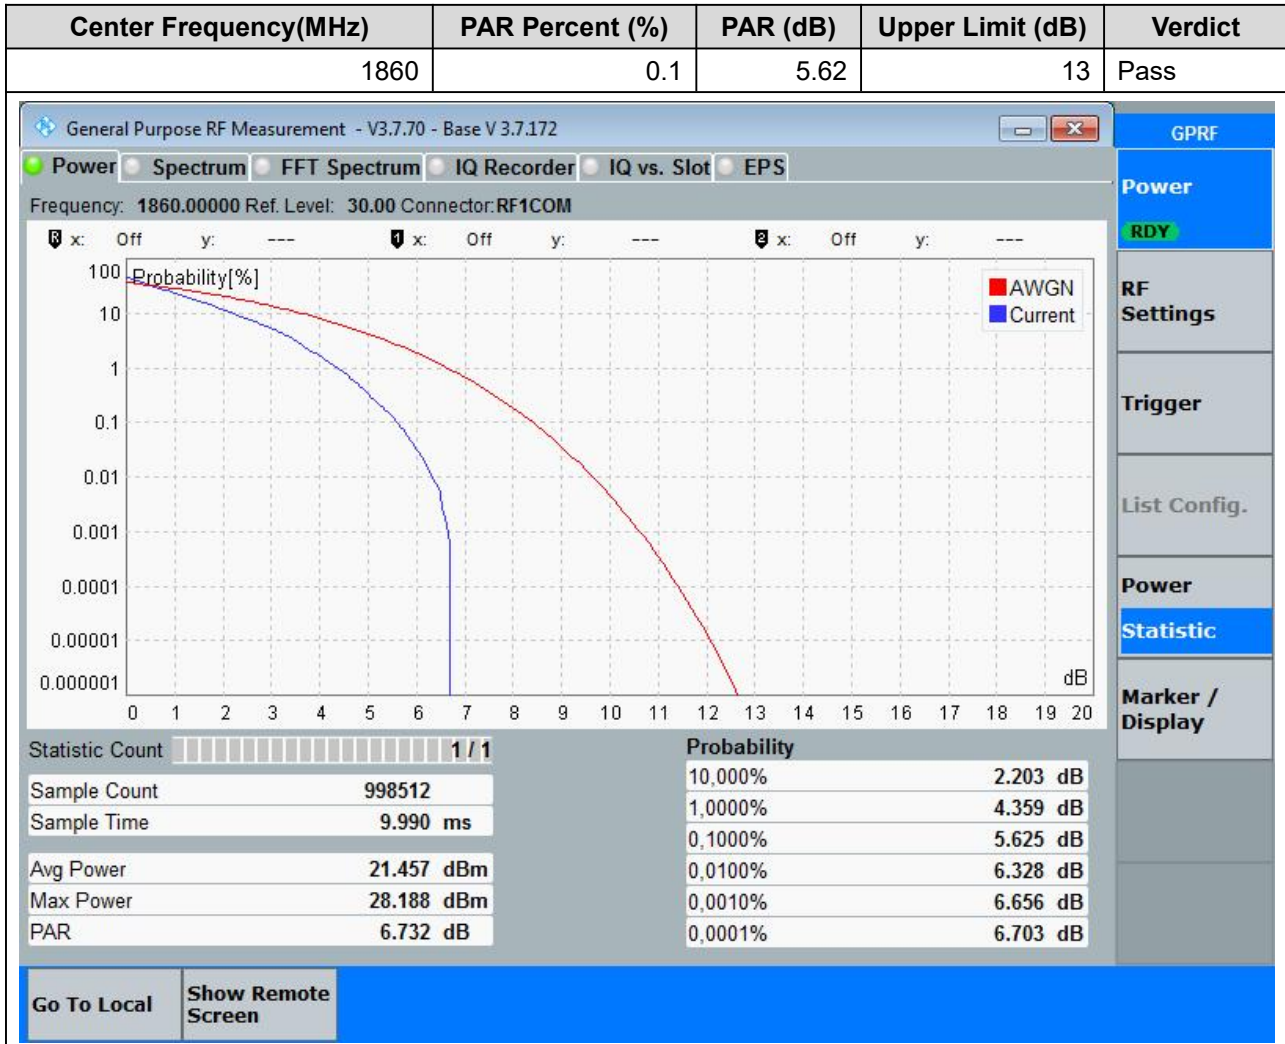 Center Frequency(MHz) PAR Percent (%) PAR (dB) Upper Limit (dB) Verdict
1860 0.1 5.62 13 Pass
General Purpose RF Measurement - V3.7.70 - Base V 3.7.172
GPRF
Power Spectrum FFT Spectrum IQ Recorder IQ vs. Slot EPS
Frequency: 1860.00000 Ref. Level: 30.00 Connector: RF1COM
R x: Off y: --- 1 x: Off y: --- 2 x: Off y: ---
Probability[%]
100
10
1
0.1
0.01
0.001
0.0001
0.00001
0.000001
AWGN
Current
dB
0 1 2 3 4 5 6 7 8 9 10 11 12 13 14 15 16 17 18 19 20
Statistic Count 1 / 1
Sample Count 998512
Sample Time 9.990 ms
Avg Power 21.457 dBm
Max Power 28.188 dBm
PAR 6.732 dB
Probability
10,000% 2.203 dB
1,0000% 4.359 dB
0,1000% 5.625 dB
0,0100% 6.328 dB
0,0010% 6.656 dB
0,0001% 6.703 dB
Power
RDY
RF
Settings
Trigger
List Config.
Power
Statistic
Marker /
Display
Go To Local
Show Remote
Screen